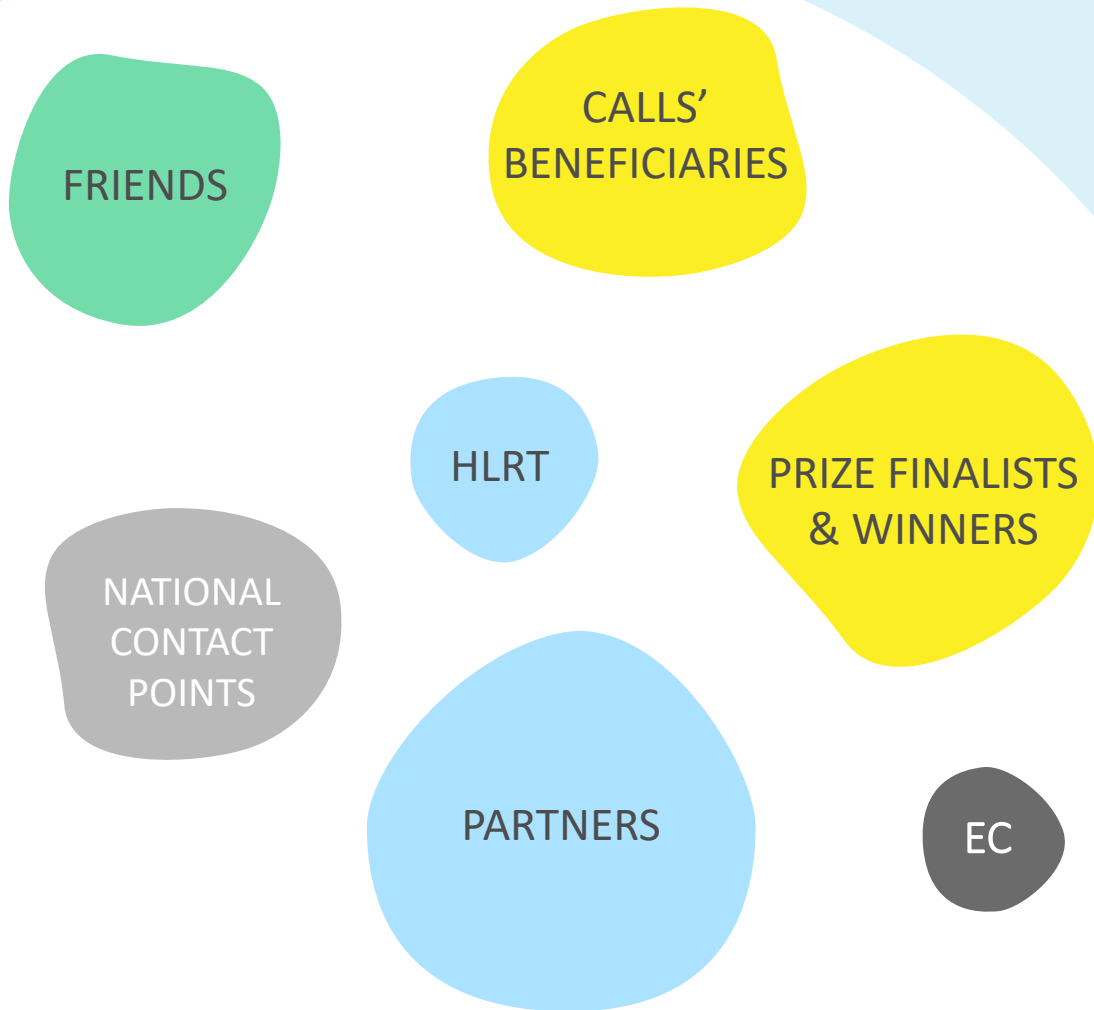 FRIENDS
CALLS’
BENEFICIARIES
HLRT
PRIZE FINALISTS
& WINNERS
NATIONAL
CONTACT
POINTS
PARTNERS
EC